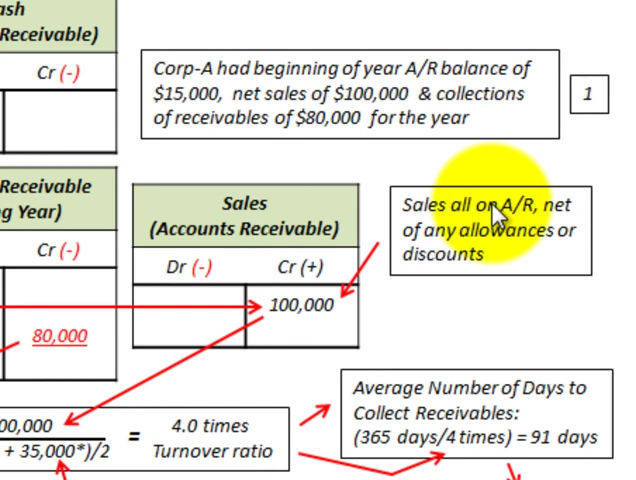 ash
Receivable)
Cr (-)
Corp-A had beginning of year A/R balance of
$15,000, net sales of $100,000 & collections
of receivables of $80,000 for the year
1
Receivable
g Year)
Cr (-)
80,000
Sales
(Accounts Receivable)
Dr (-) Cr (+)
100,000
Sales all on A/R, net
of any allowances or
discounts
00,000
+ 35,000*)/2
=
4.0 times
Turnover ratio
Average Number of Days to
Collect Receivables:
(365 days/4 times) = 91 days